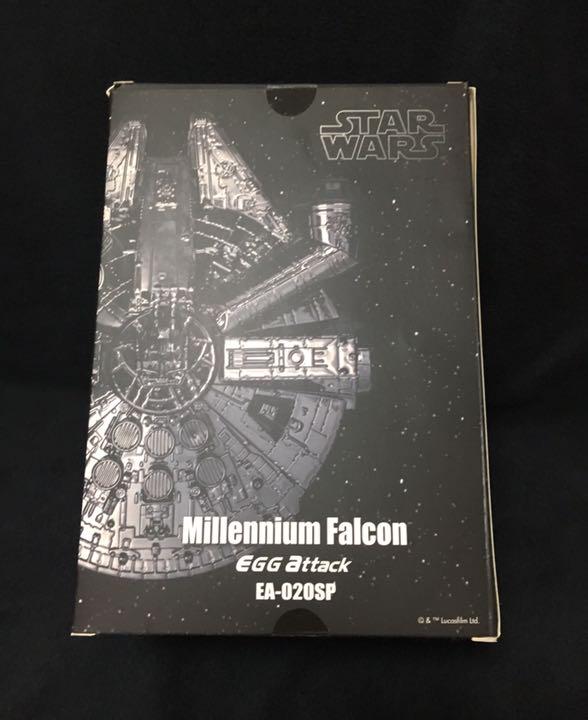 STAR
WARS
Millennium Falcon
EGG attack
EA-020SP
© & ™ Lucasfilm Ltd.